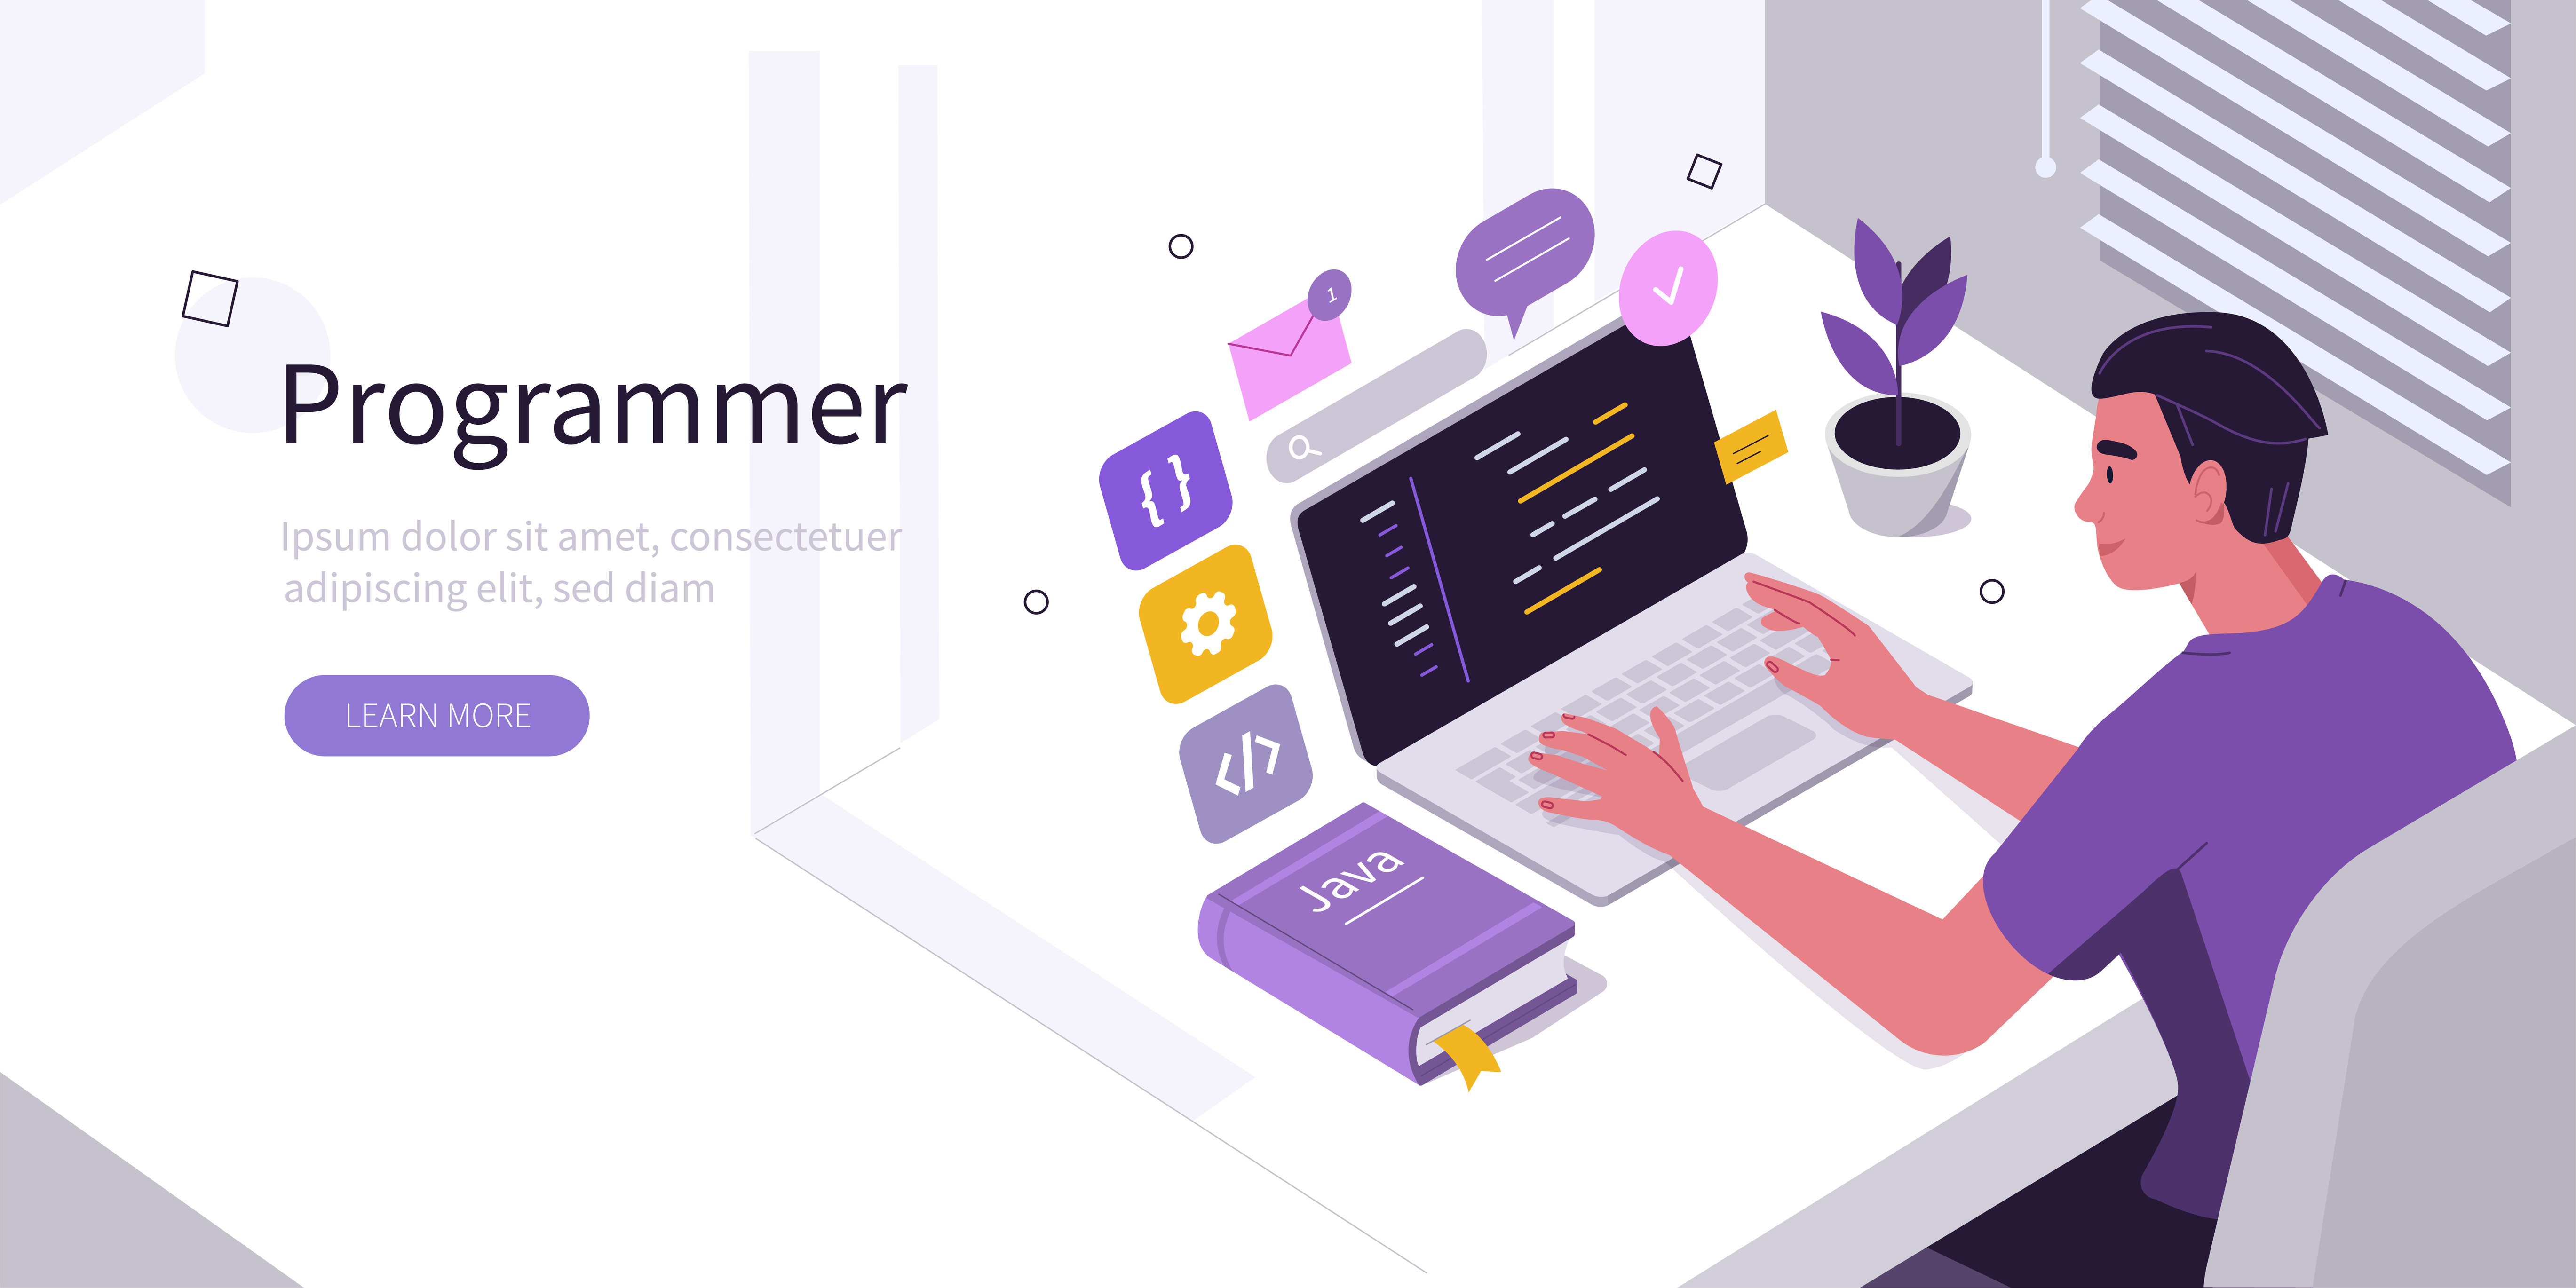 Programmer
Ipsum dolor sit amet, consectetuer
adipiscing elit, sed diam
LEARN MORE
1
{ }
</>
Java